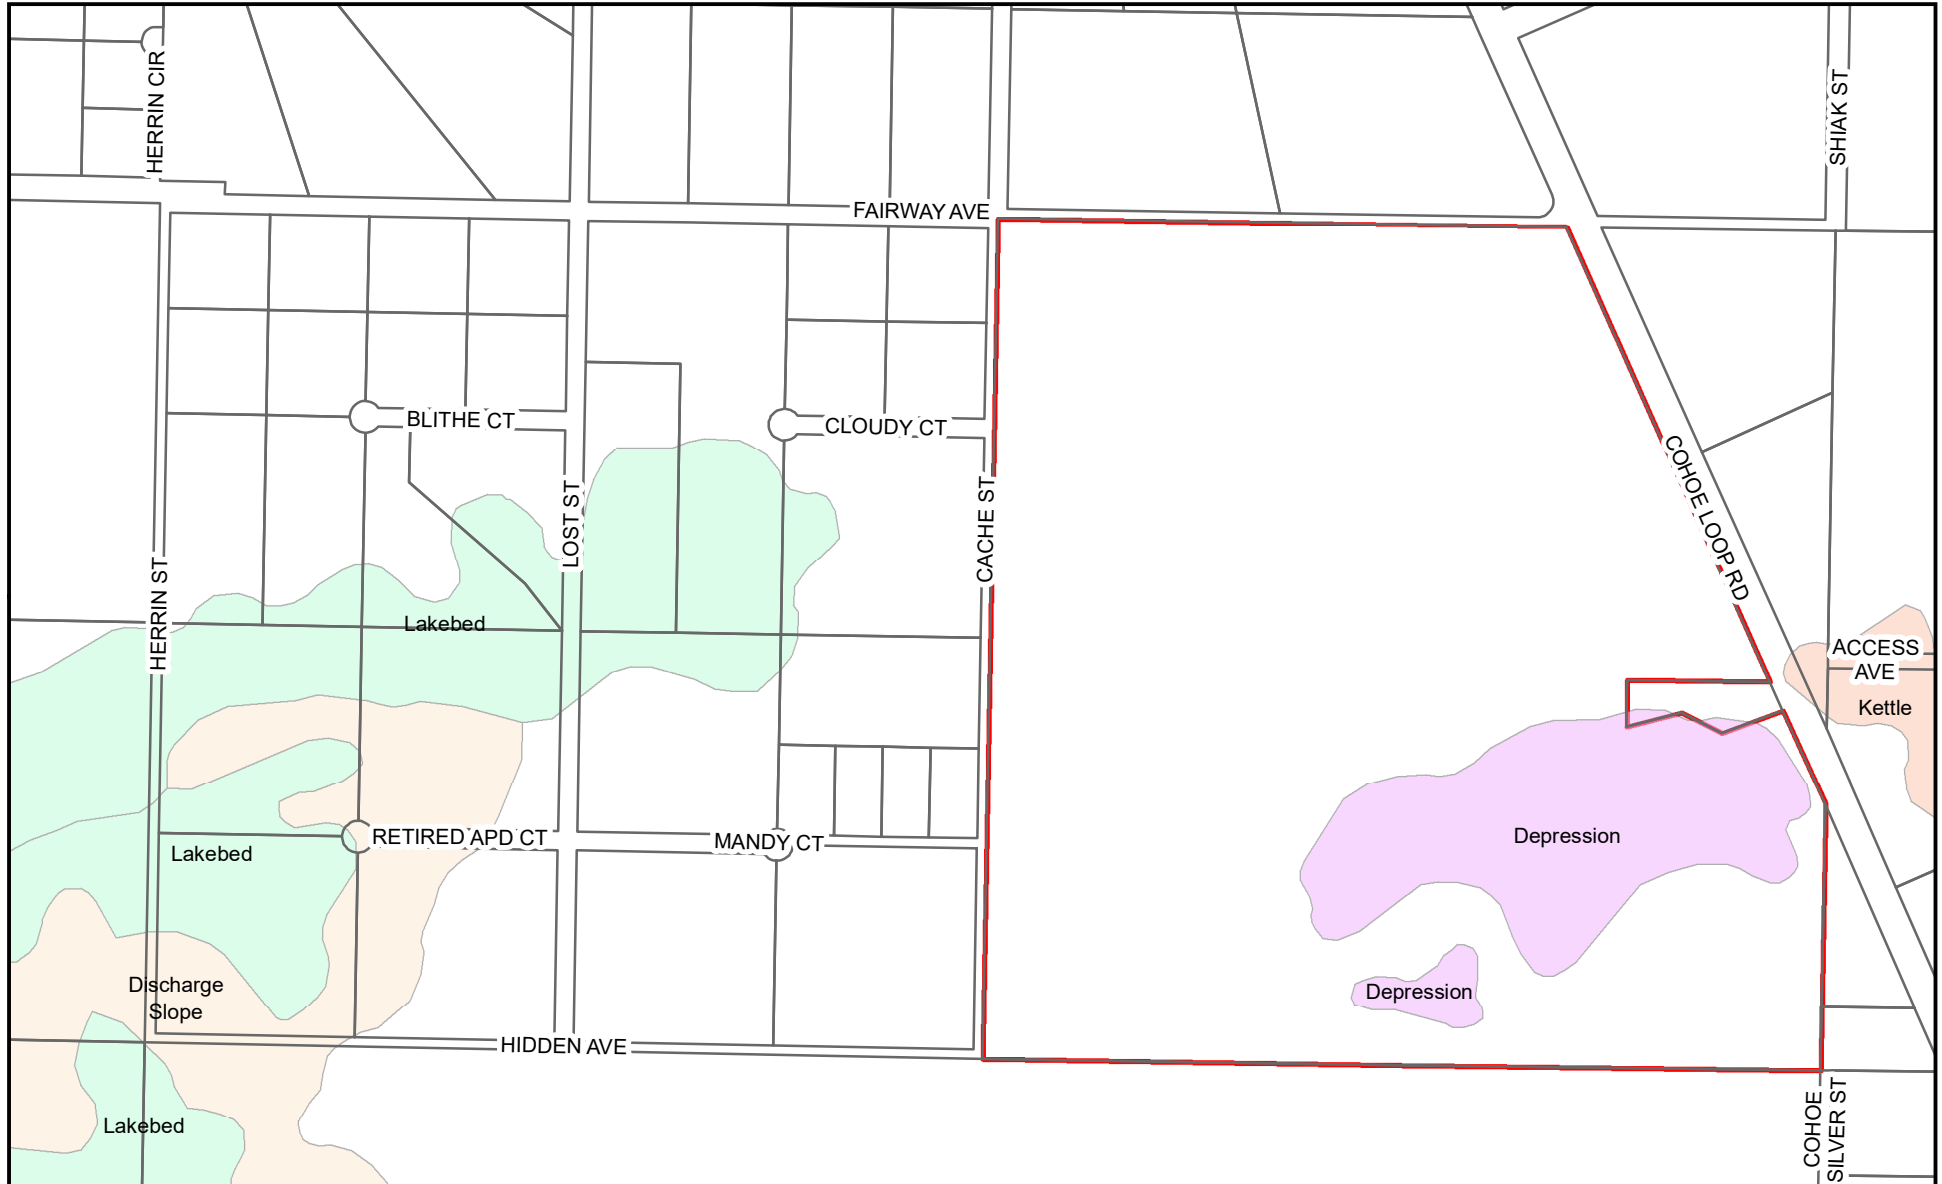 HERRIN CIR
SHIAK ST
FAIRWAY AVE
BLITHE CT
CLOUDY CT
LOST ST
CACHE ST
COHOE LOOP RD
HERRIN ST
Lakebed
ACCESS
AVE
Kettle
RETIRED APD CT
MANDY CT
Depression
Lakebed
Discharge
Slope
Depression
HIDDEN AVE
Lakebed
COHOE
SILVER ST